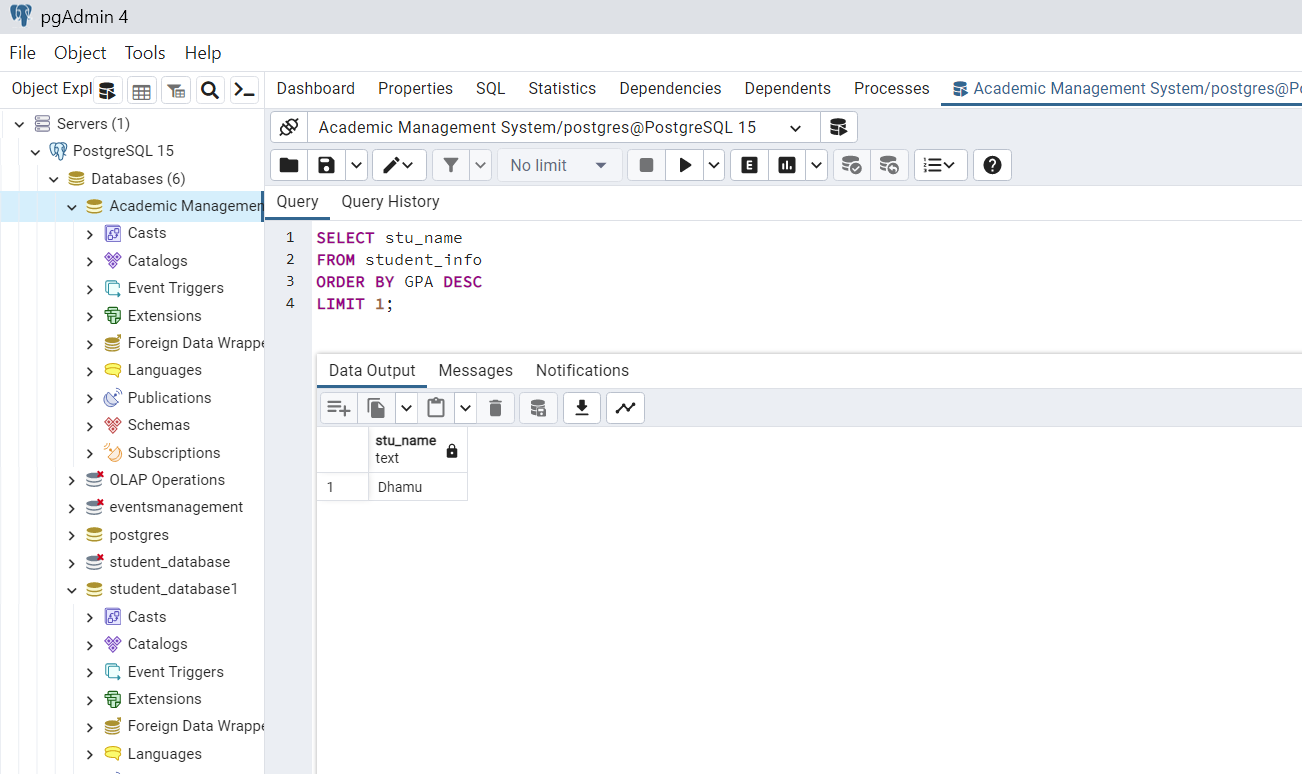 pgAdmin 4
File Object Tools Help
Object Expl
Dashboard Properties SQL Statistics Dependencies Dependents Processes Academic Management System/postgres@Po
Servers (1)
PostgreSQL 15
Databases (6)
Academic Managemen
Casts
Catalogs
Event Triggers
Extensions
Foreign Data Wrappe
Languages
Publications
Schemas
Subscriptions
OLAP Operations
eventsmanagement
postgres
student_database
student_database1
Casts
Catalogs
Event Triggers
Extensions
Foreign Data Wrappe
Languages
Academic Management System/postgres@PostgreSQL 15
No limit
E
Query Query History
1 SELECT stu_name
2 FROM student_info
3 ORDER BY GPA DESC
4 LIMIT 1;
Data Output Messages Notifications
stu_name
text
1 Dhamu